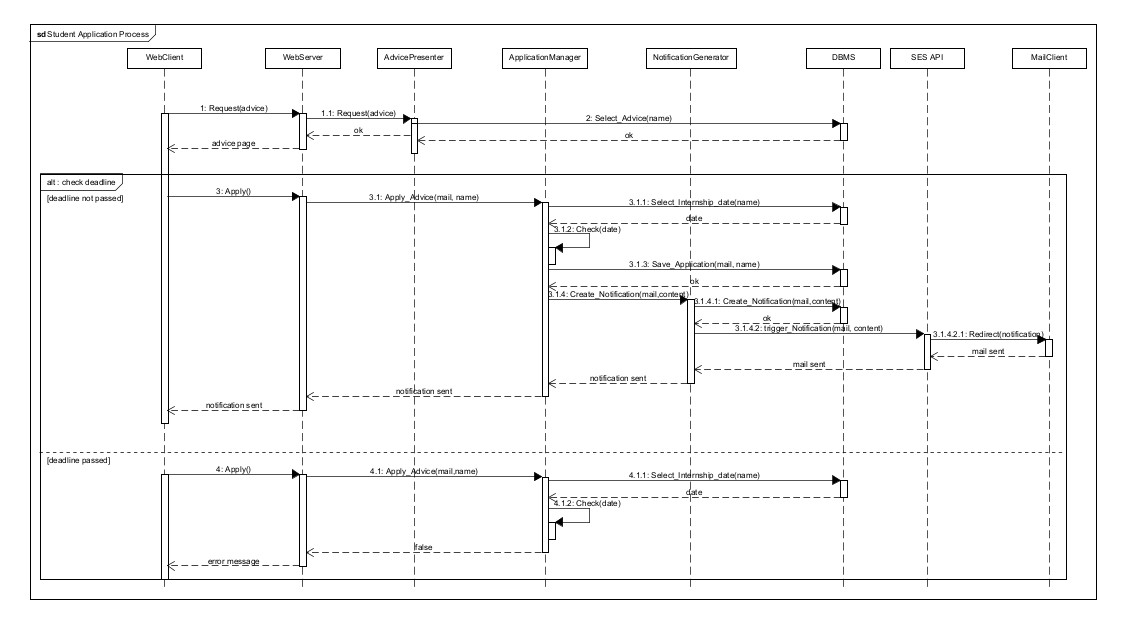 sd Student Application Process
WebClient WebServer AdvicePresenter ApplicationManager NotificationGenerator DBMS SES API MailClient
1: Request(advice)
1.1: Request(advice)
2: Select_Advice(name)
ok
ok
advice page
alt : check deadline
[deadline not passed]
3: Apply()
3.1: Apply_Advice(mail, name)
3.1.1: Select_Internship_date(name)
date
3.1.2: Check(date)
3.1.3: Save_Application(mail, name)
ok
3.1.4: Create_Notification(mail,content)
3.1.4.1: Create_Notification(mail,content)
ok
3.1.4.2: trigger_Notification(mail, content)
3.1.4.2.1: Redirect(notification)
mail sent
mail sent
notification sent
notification sent
notification sent
[deadline passed]
4: Apply()
4.1: Apply_Advice(mail,name)
4.1.1: Select_Internship_date(name)
date
4.1.2: Check(date)
false
error message